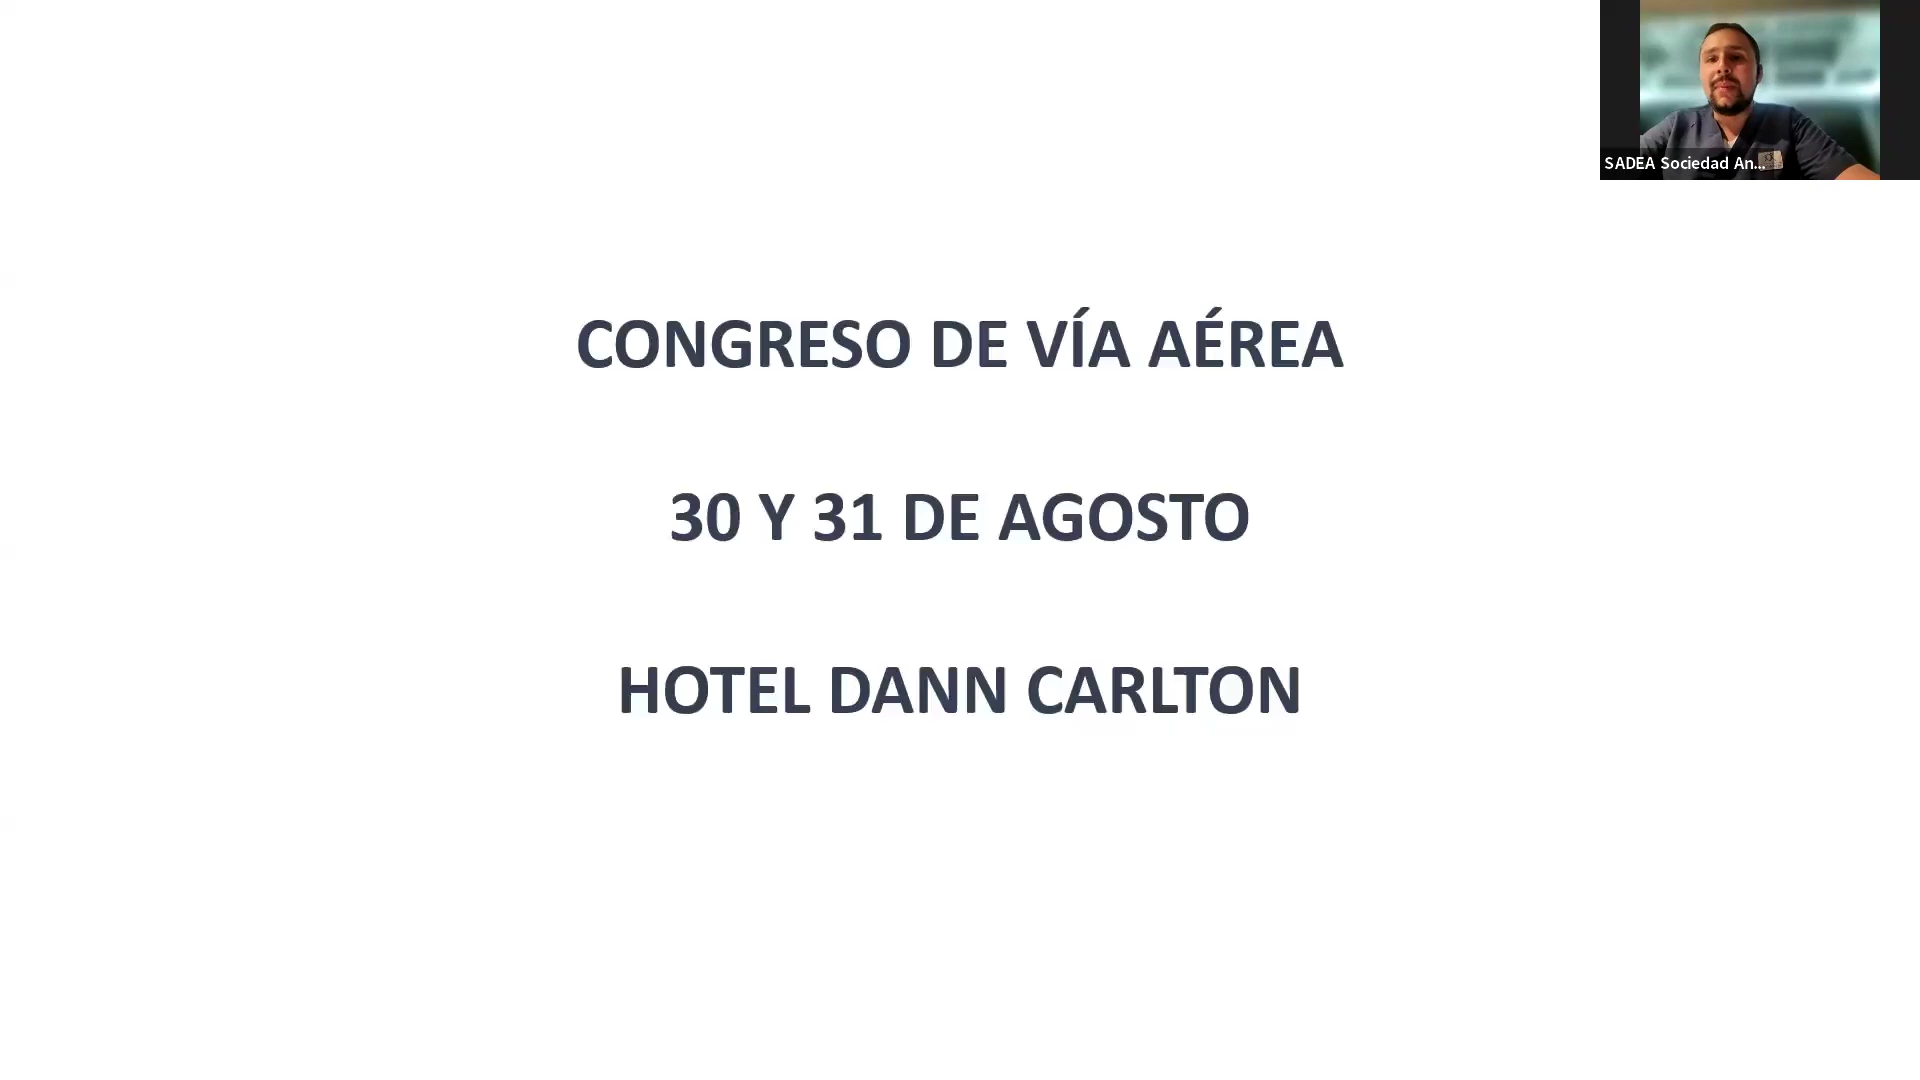 SADEA Sociedad An...
CONGRESO DE VÍA AÉREA
30 Y 31 DE AGOSTO
HOTEL DANN CARLTON